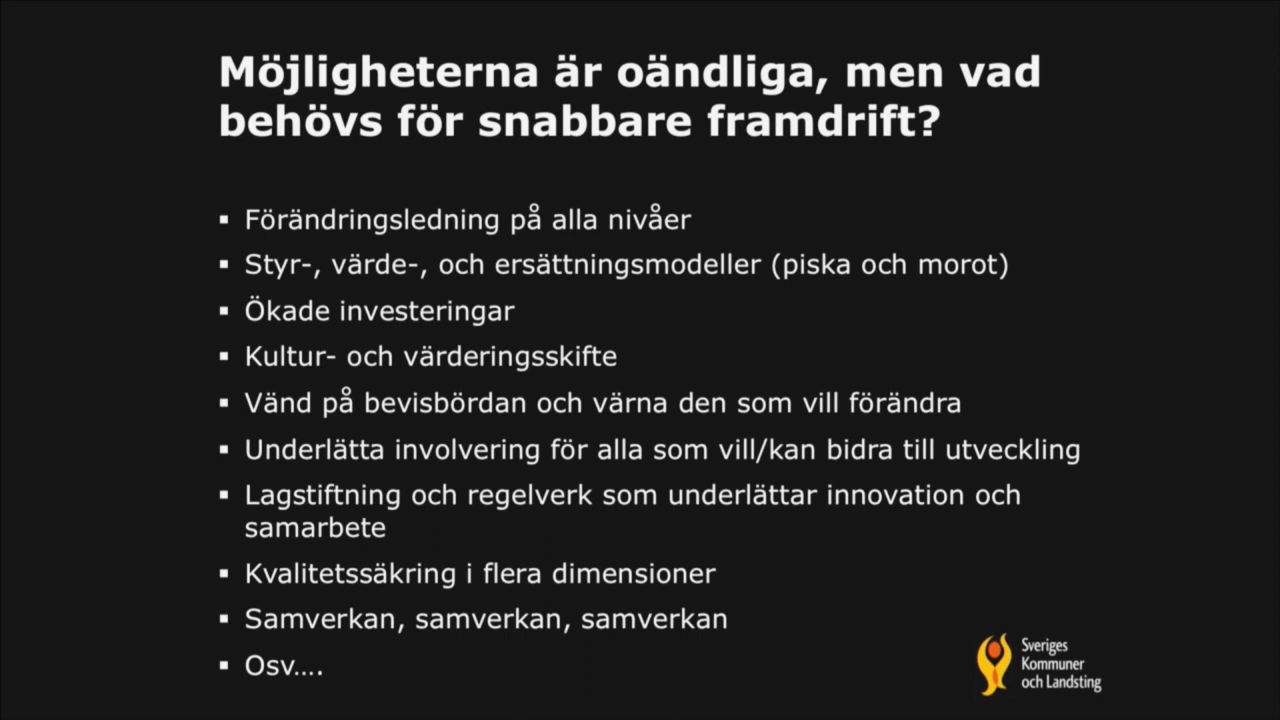 Möjligheterna är oändliga, men vad
behövs för snabbare framdrift?
▪ Förändringsledning på alla nivåer
▪ Styr-, värde-, och ersättningsmodeller (piska och morot)
▪ Ökade investeringar
▪ Kultur- och värderingsskifte
▪ Vänd på bevisbördan och värna den som vill förändra
▪ Underlätta involvering för alla som vill/kan bidra till utveckling
▪ Lagstiftning och regelverk som underlättar innovation och
samarbete
▪ Kvalitetssäkring i flera dimensioner
▪ Samverkan, samverkan, samverkan
▪ Osv….
Sveriges
Kommuner
och Landsting